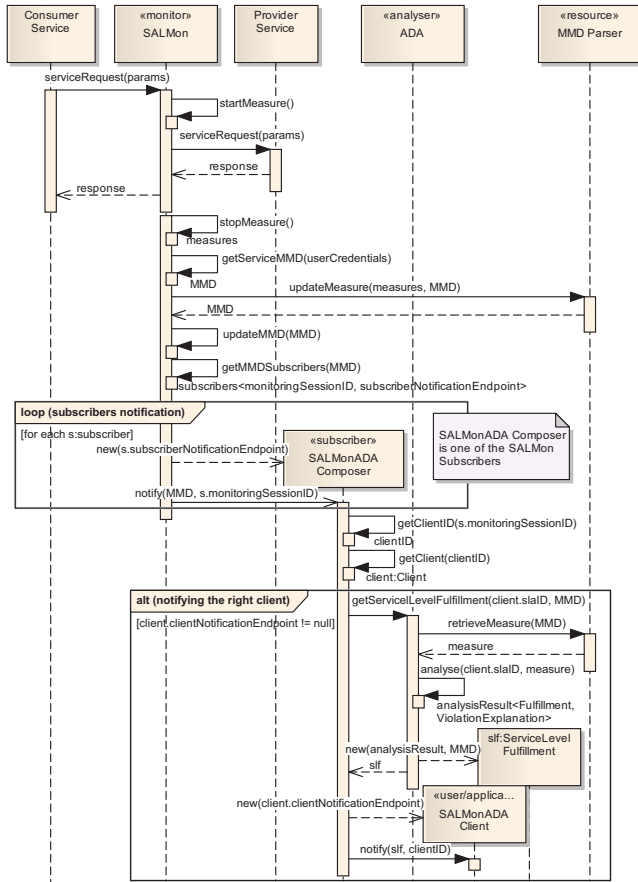 Consumer
Service
«monitor»
SALMon
Provider
Service
«analyser»
ADA
«resource»
MMD Parser
serviceRequest(params)
startMeasure()
serviceRequest(params)
response
response
stopMeasure()
measures
getServiceMMD(userCredentials)
MMD
updateMeasure(measures, MMD)
MMD
updateMMD(MMD)
getMMDSubscribers(MMD)
subscribers<monitoringSessionID, subscriberNotificationEndpoint>
loop (subscribers notification)
[for each s:subscriber]
new(s.subscriberNotificationEndpoint)
«subscriber»
SALMonADA
Composer
SALMonADA Composer
is one of the SALMon
Subscribers
notify(MMD, s.monitoringSessionID)
getClientID(s.monitoringSessionID)
clientID
getClient(clientID)
client:Client
alt (notifying the right client)
getServiceLevelFulfillment(client.slaID, MMD)
[client.clientNotificationEndpoint != null]
retrieveMeasure(MMD)
measure
analyse(client.slaID, measure)
analysisResult<Fulfillment,
ViolationExplanation>
new(analysisResult, MMD)
slf:ServiceLevel
Fulfillment
slf
new(client.clientNotificationEndpoint)
«user/applica...
SALMonADA
Client
notify(slf, clientID)